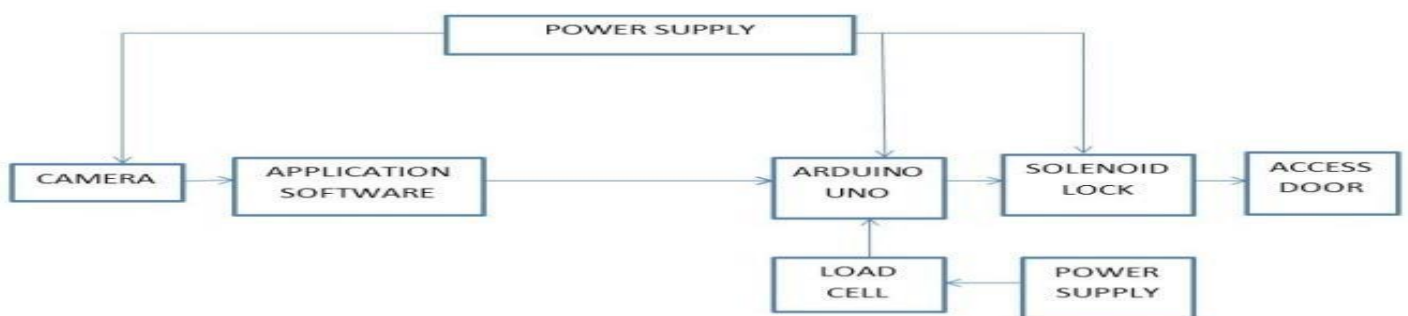 POWER SUPPLY
CAMERA
APPLICATION
SOFTWARE
ARDUINO
UNO
SOLENOID
LOCK
ACCESS
DOOR
LOAD
CELL
POWER
SUPPLY